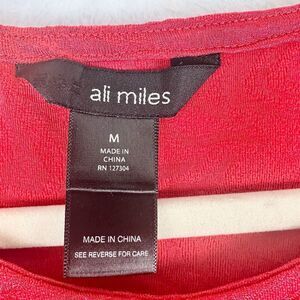 ali miles
M
MADE IN
CHINA
RN 127304
MADE IN CHINA
SEE REVERSE FOR CARE